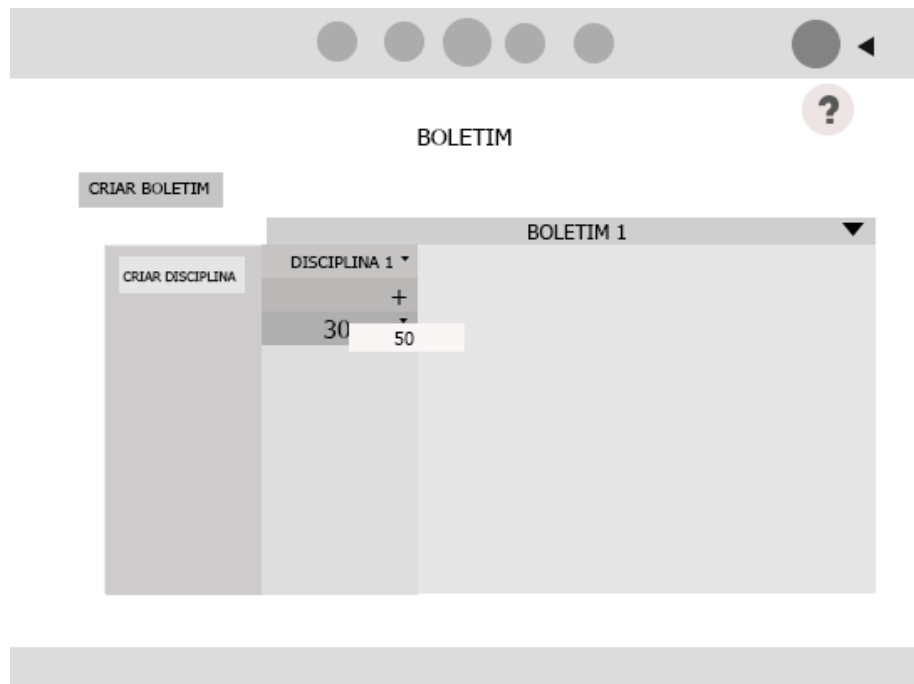 ?
BOLETIM
CRIAR BOLETIM
BOLETIM 1
CRIAR DISCIPLINA
DISCIPLINA 1
+
30
50